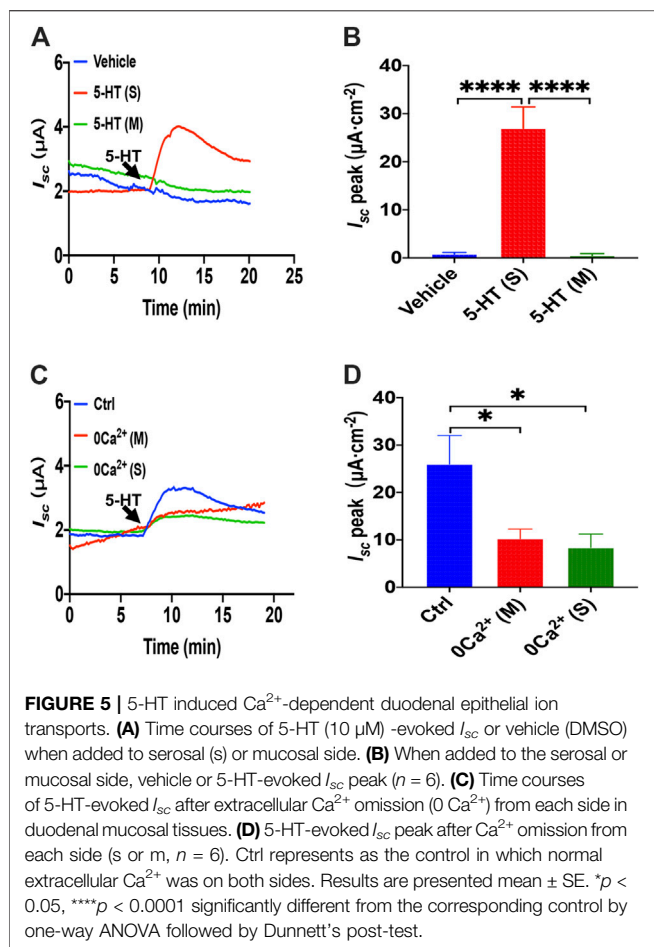 A
6
Vehicle
5-HT (S)
5-HT (M)
4
5-HT
2
0
Isc (µA)
0 5 10 15 20 25
Time (min)
B
**** ****
40
30
20
10
0
Isc peak (µA·cm-2)
Vehicle
5-HT (S)
5-HT (M)
C
6
Ctrl
0Ca²⁺ (M)
0Ca²⁺ (S)
4
5-HT
2
0
Isc (µA)
0 5 10 15 20
Time (min)
D
*
*
40
30
20
10
0
Isc peak (µA·cm-2)
Ctrl
0Ca²⁺ (M)
0Ca²⁺ (S)
FIGURE 5 | 5-HT induced Ca²⁺-dependent duodenal epithelial ion
transports. (A) Time courses of 5-HT (10 µM) -evoked Isc or vehicle (DMSO)
when added to serosal (s) or mucosal side. (B) When added to the serosal or
mucosal side, vehicle or 5-HT-evoked Isc peak (n = 6). (C) Time courses
of 5-HT-evoked Isc after extracellular Ca²⁺ omission (0 Ca²⁺) from each side in
duodenal mucosal tissues. (D) 5-HT-evoked Isc peak after Ca²⁺ omission from
each side (s or m, n = 6). Ctrl represents as the control in which normal
extracellular Ca²⁺ was on both sides. Results are presented mean ± SE. *p <
0.05, ****p < 0.0001 significantly different from the corresponding control by
one-way ANOVA followed by Dunnett's post-test.